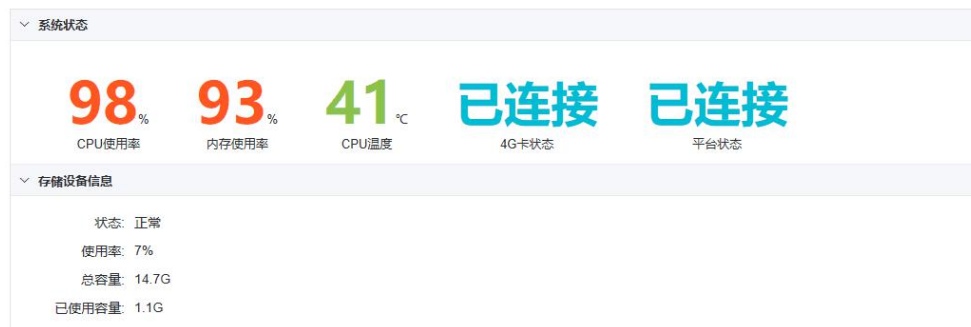 系统状态
98% 93% 41℃ 已连接 已连接
CPU使用率 内存使用率 CPU温度 4G卡状态 平台状态
存储设备信息
状态: 正常
使用率: 7%
总容量: 14.7G
已使用容量: 1.1G